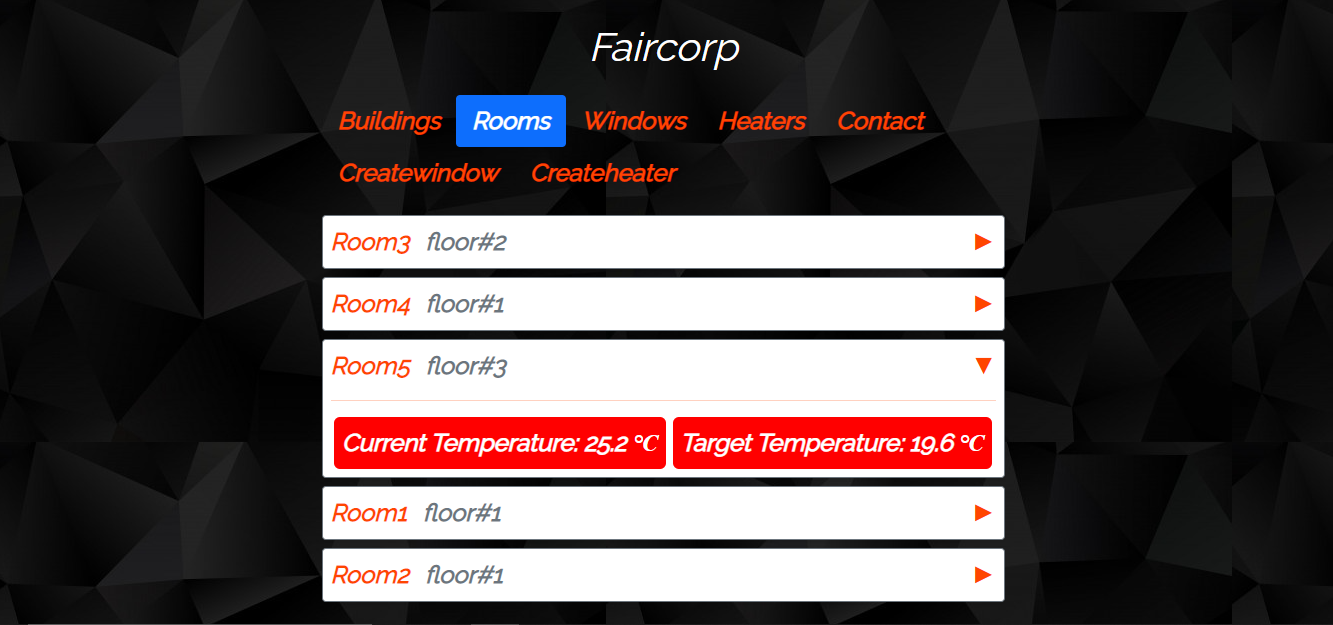 Faircorp
Buildings Rooms Windows Heaters Contact
Createwindow Createheater
Room3 floor#2
Room4 floor#1
Room5 floor#3
Current Temperature: 25.2 °C Target Temperature: 19.6 °C
Room1 floor#1
Room2 floor#1